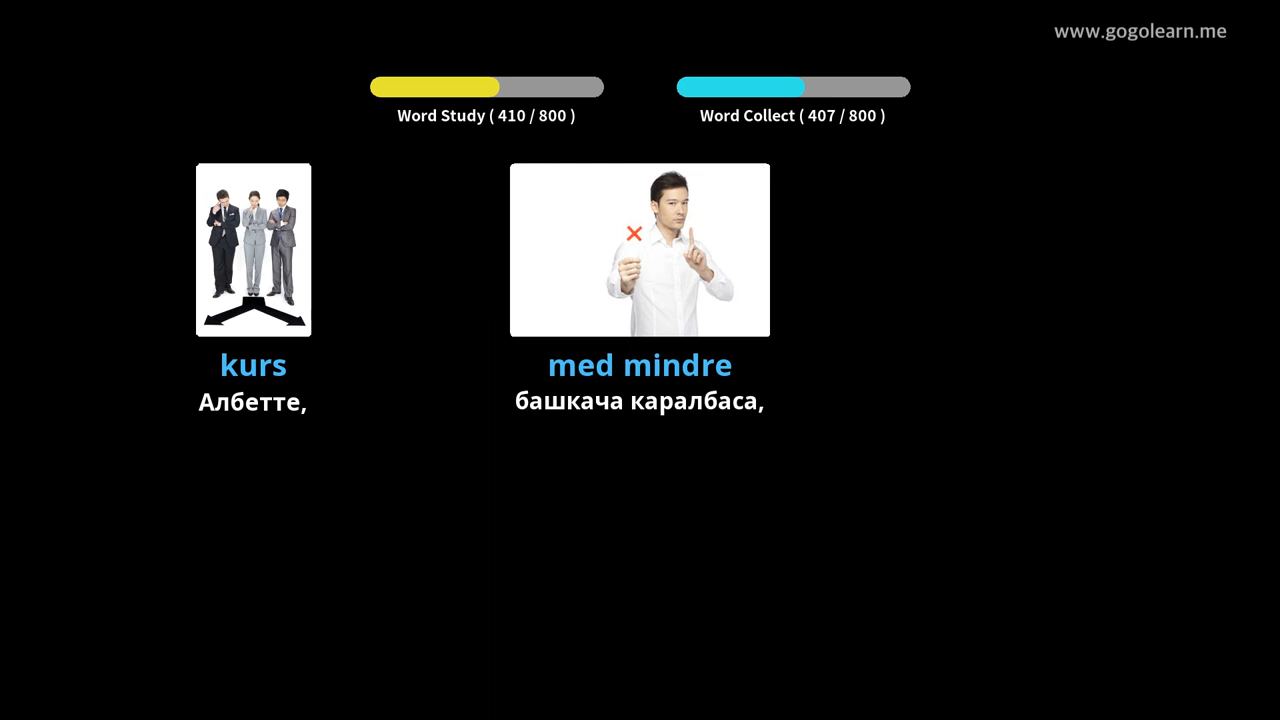 www.gogolearn.me
Word Study ( 410 / 800 )
Word Collect ( 407 / 800 )
kurs
Албетте,
med mindre
башкача каралбаса,